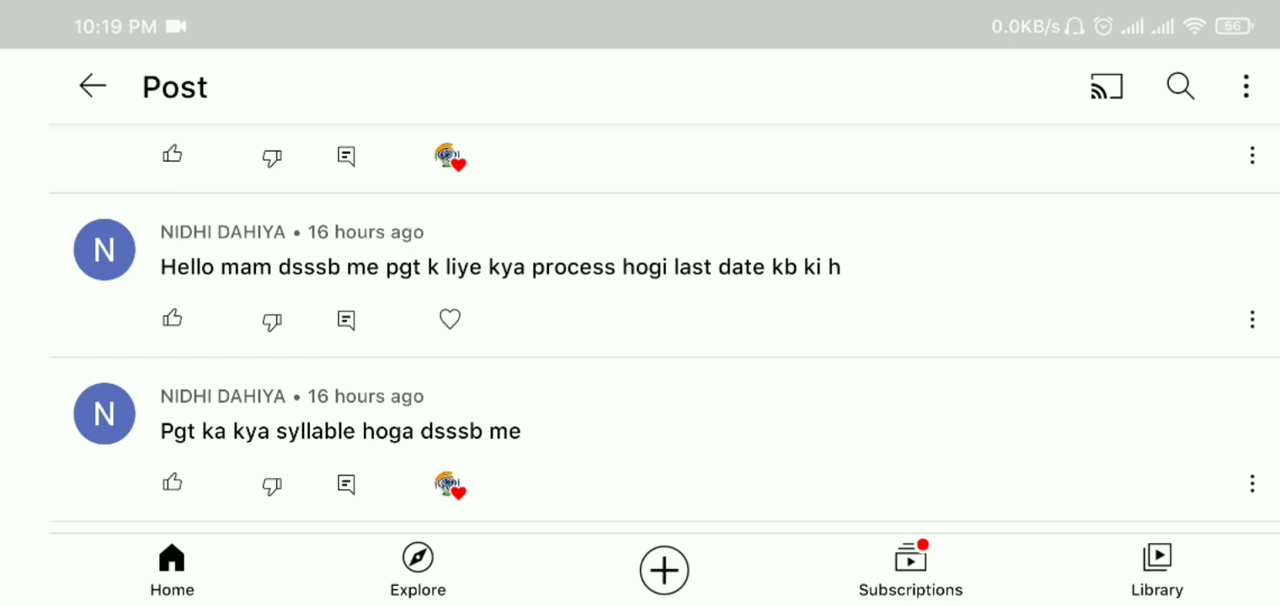 10:19 PM 0.0KB/s 56
Post
NIDHI DAHIYA • 16 hours ago
Hello mam dsssb me pgt k liye kya process hogi last date kb ki h
NIDHI DAHIYA • 16 hours ago
Pgt ka kya syllable hoga dsssb me
N
N
Home Explore Subscriptions Library